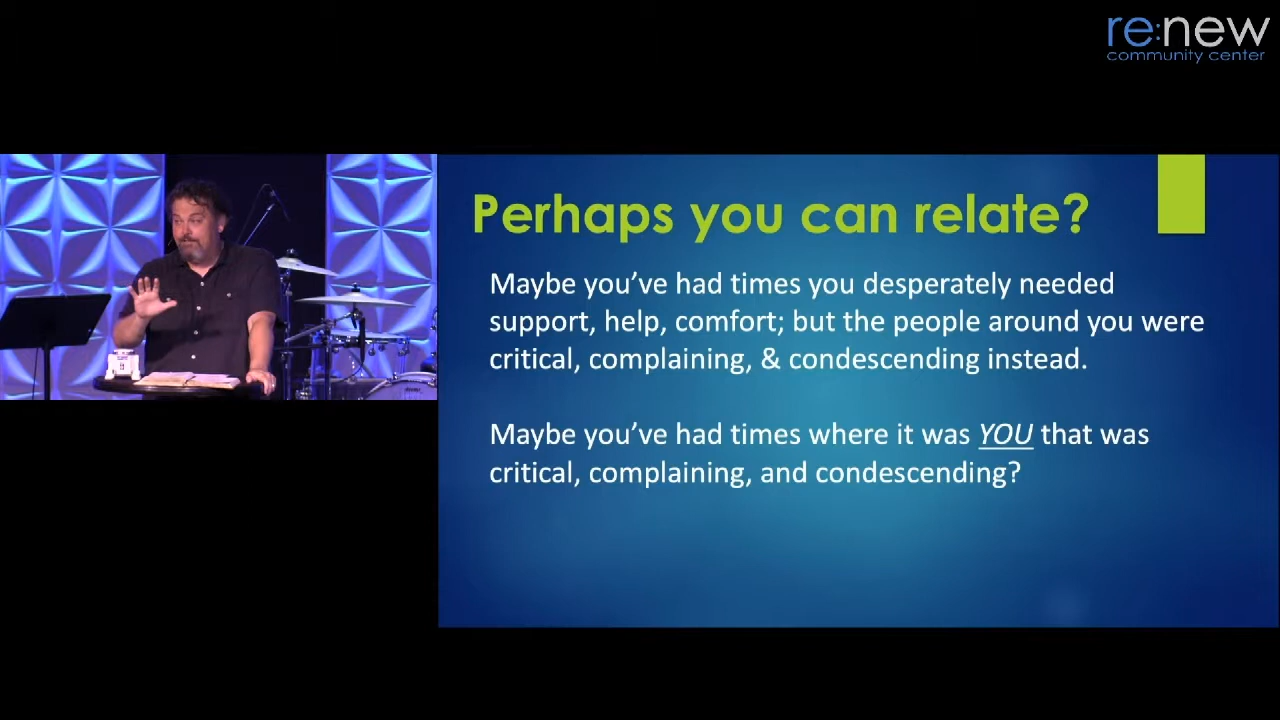 re:new
community center
Perhaps you can relate?
Maybe you’ve had times you desperately needed
support, help, comfort; but the people around you were
critical, complaining, & condescending instead.
Maybe you’ve had times where it was YOU that was
critical, complaining, and condescending?